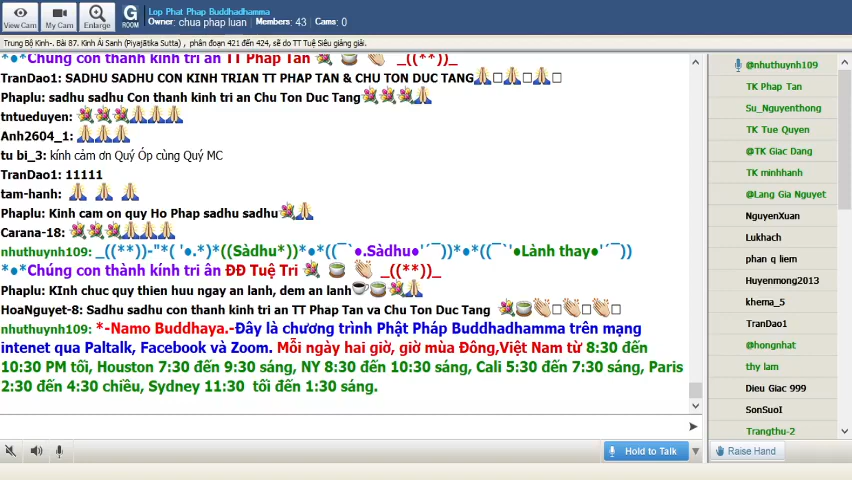 View Cam
My Cam
Enlarge
G
ROOM
Lop Phat Phap Buddhadhamma
Owner: chua phap luan / Members: 43 / Cams: 0
Trung Bộ Kinh-. Bài 87. Kinh Ái Sanh (Piyajātika Sutta) , phân đoạn 421 đến 424, sẽ do TT Tuệ Siêu giảng giải.
*●*Chúng con thành kính tri ân TT Pháp Tân _((**))_
TranDao1: SADHU SADHU CON KINH TRIAN TT PHAP TAN & CHU TON DUC TANG
Phaplu: sadhu sadhu Con thanh kinh tri an Chu Ton Duc Tang
tntueduyen:
Anh2604_1:
tu bi_3: kính cảm ơn Quý Óp cùng Quý MC
TranDao1: 11111
tam-hanh:
Phaplu: Kinh cam on quy Ho Phap sadhu sadhu
Carana-18:
nhuthuynh109: _((**))-"*( '●.*)*((Sàdhu*))*●*((¯`●.Sàdhu●'´¯))*●*((¯`'●Lành thay●'´¯))
*●*Chúng con thành kính tri ân ĐĐ Tuệ Tri _((**))_
Phaplu: KInh chuc quy thien huu ngay an lanh, dem an lanh
HoaNguyet-8: Sadhu sadhu con thanh kinh tri an TT Phap Tan va Chu Ton Duc Tang
nhuthuynh109: *-Namo Buddhaya.-Đây là chương trình Phật Pháp Buddhadhamma trên mạng
intenet qua Paltalk, Facebook và Zoom. Mỗi ngày hai giờ, giờ mùa Đông,Việt Nam từ 8:30 đến
10:30 PM tối, Houston 7:30 đến 9:30 sáng, NY 8:30 đến 10:30 sáng, Cali 5:30 đến 7:30 sáng, Paris
2:30 đến 4:30 chiều, Sydney 11:30 tối đến 1:30 sáng.
Hold to Talk
@nhuthuynh109
TK Phap Tan
Su_Nguyenthong
TK Tue Quyen
@TK Giac Dang
TK minhhanh
@Lang Gia Nguyet
NguyenXuan
Lukhach
phan q liem
Huyenmong2013
khema_5
TranDao1
@hongnhat
thy lam
Dieu Giac 999
SonSuoI
Trangthu-2
Raise Hand